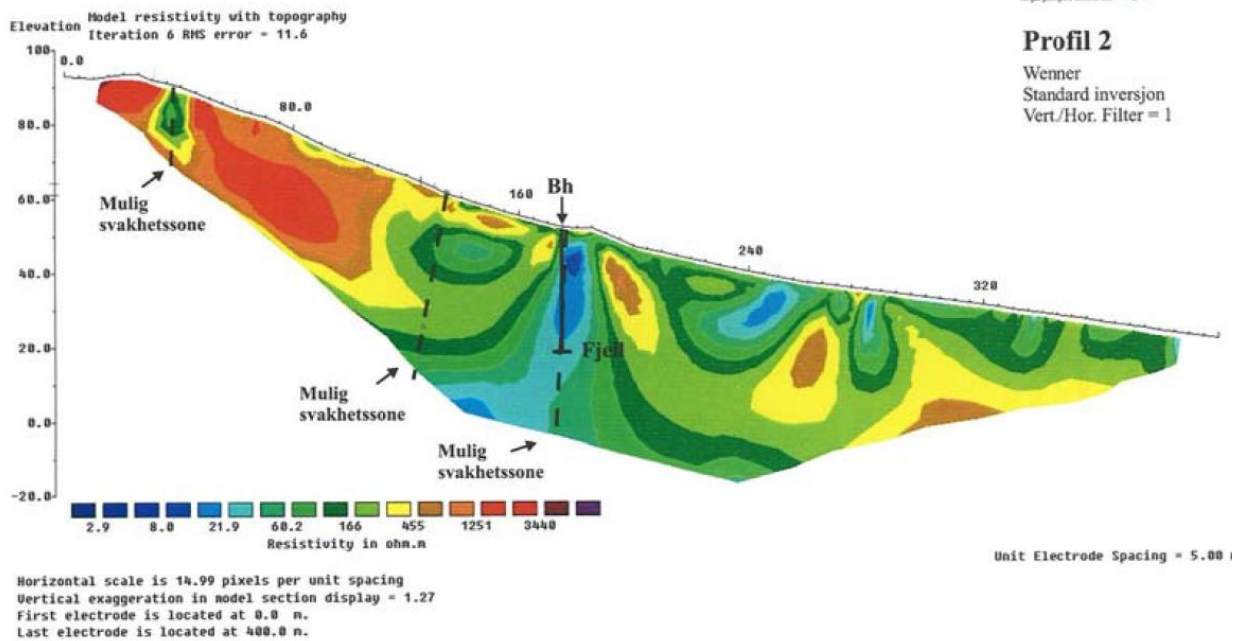 Model resistivity with topography
Elevation
Iteration 6 RMS error = 11.6
Profil 2
Wenner
Standard inversjon
Vert./Hor. Filter = 1
100
0.0
80.0
80.0
60.0
160
Bh
40.0
240
320
20.0
0.0
-20.0
Mulig
svakhetssone
Fjell
Mulig
svakhetssone
Mulig
svakhetssone
2.9 8.0 21.9 60.2 166 455 1251 3440
Resistivity in ohm.m
Unit Electrode Spacing = 5.00
Horizontal scale is 14.99 pixels per unit spacing
Vertical exaggeration in model section display = 1.27
First electrode is located at 0.0 m.
Last electrode is located at 400.0 m.